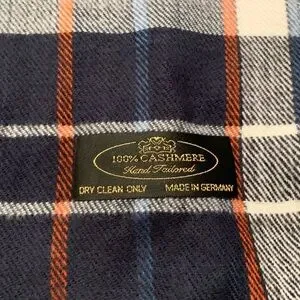 100% CASHMERE
Hand Tailored
DRY CLEAN ONLY MADE IN GERMANY